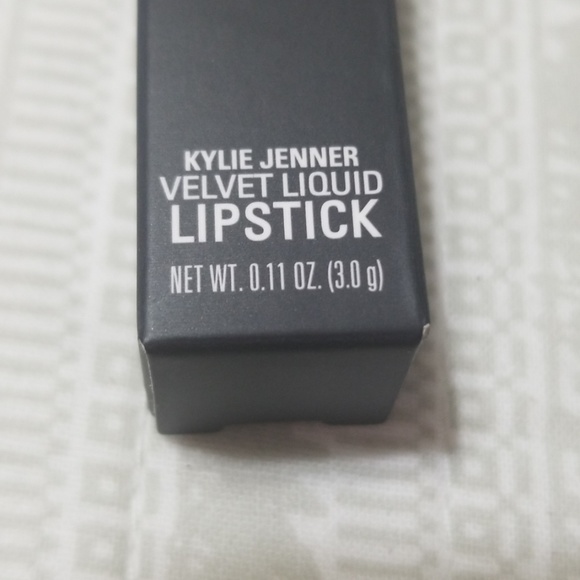 KYLIE JENNER
VELVET LIQUID
LIPSTICK
NET WT. 0.11 OZ. (3.0 g)